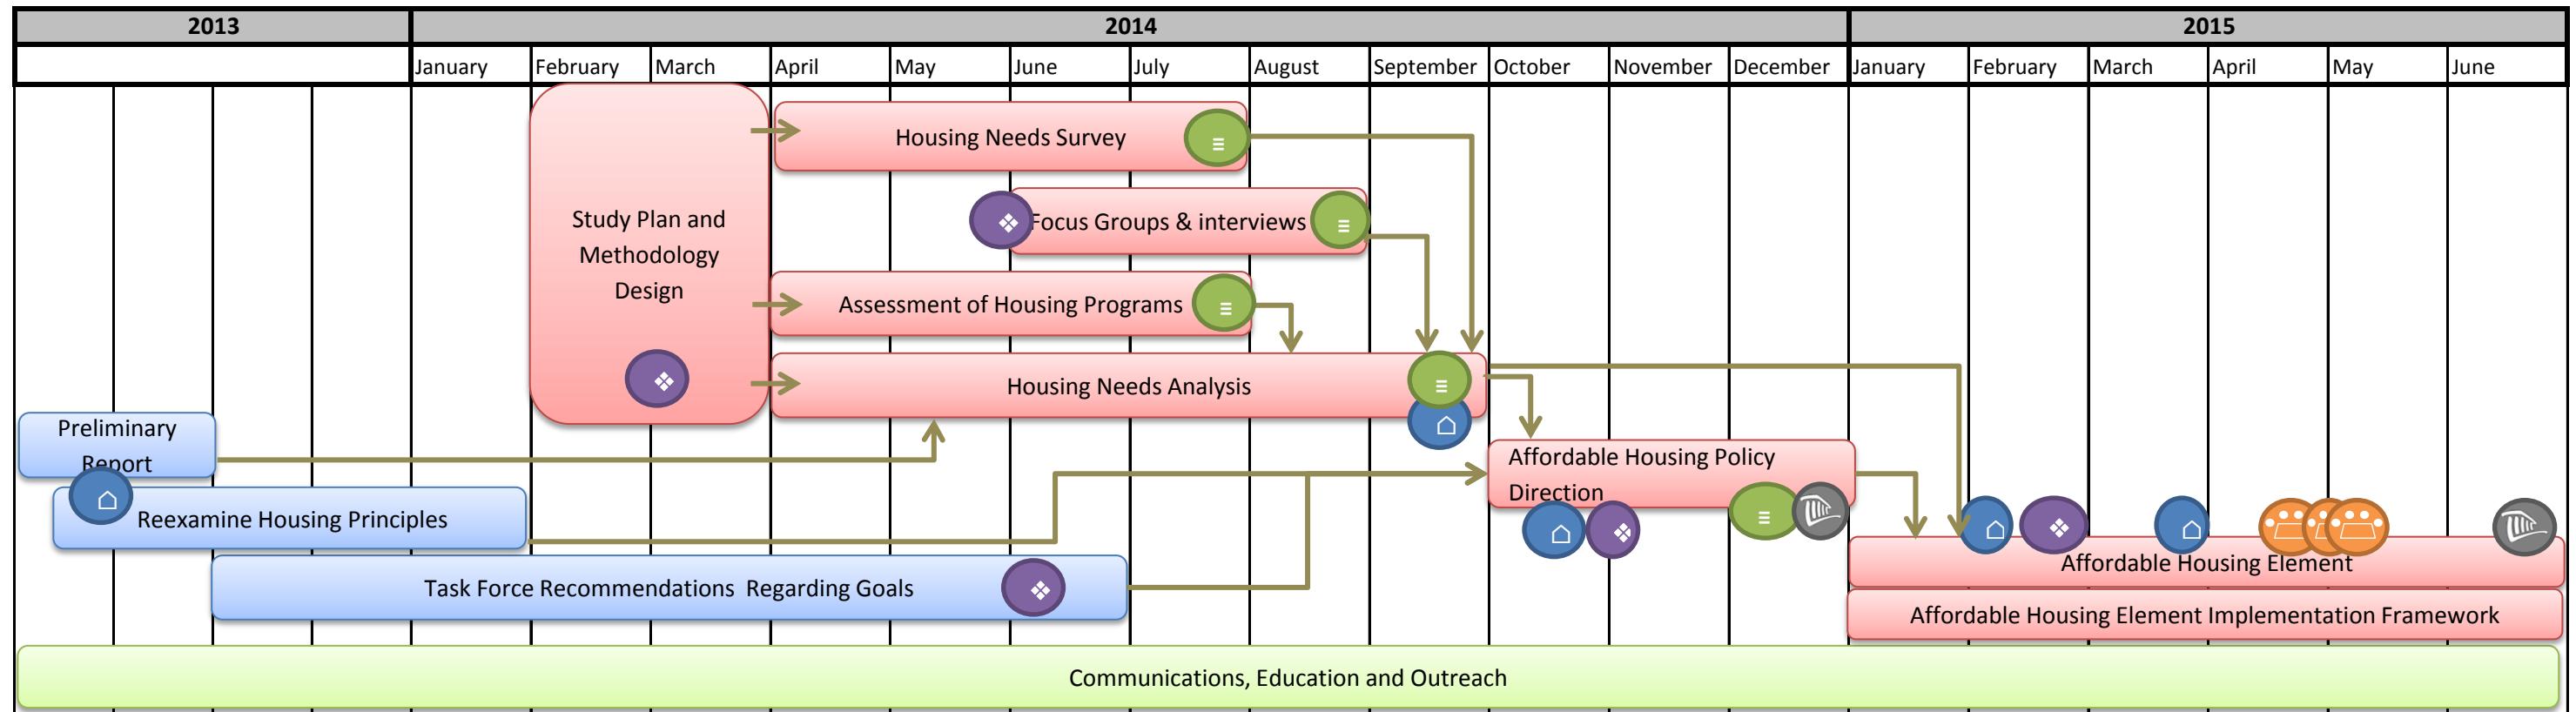 2013
2014
2015
January
February
March
April
May
June
July
August
September
October
November
December
January
February
March
April
May
June
Housing Needs Survey
Study Plan and
Methodology
Design
Focus Groups & interviews
Assessment of Housing Programs
Housing Needs Analysis
Preliminary
Report
Affordable Housing Policy
Direction
Reexamine Housing Principles
Affordable Housing Element
Task Force Recommendations Regarding Goals
Affordable Housing Element Implementation Framework
Communications, Education and Outreach